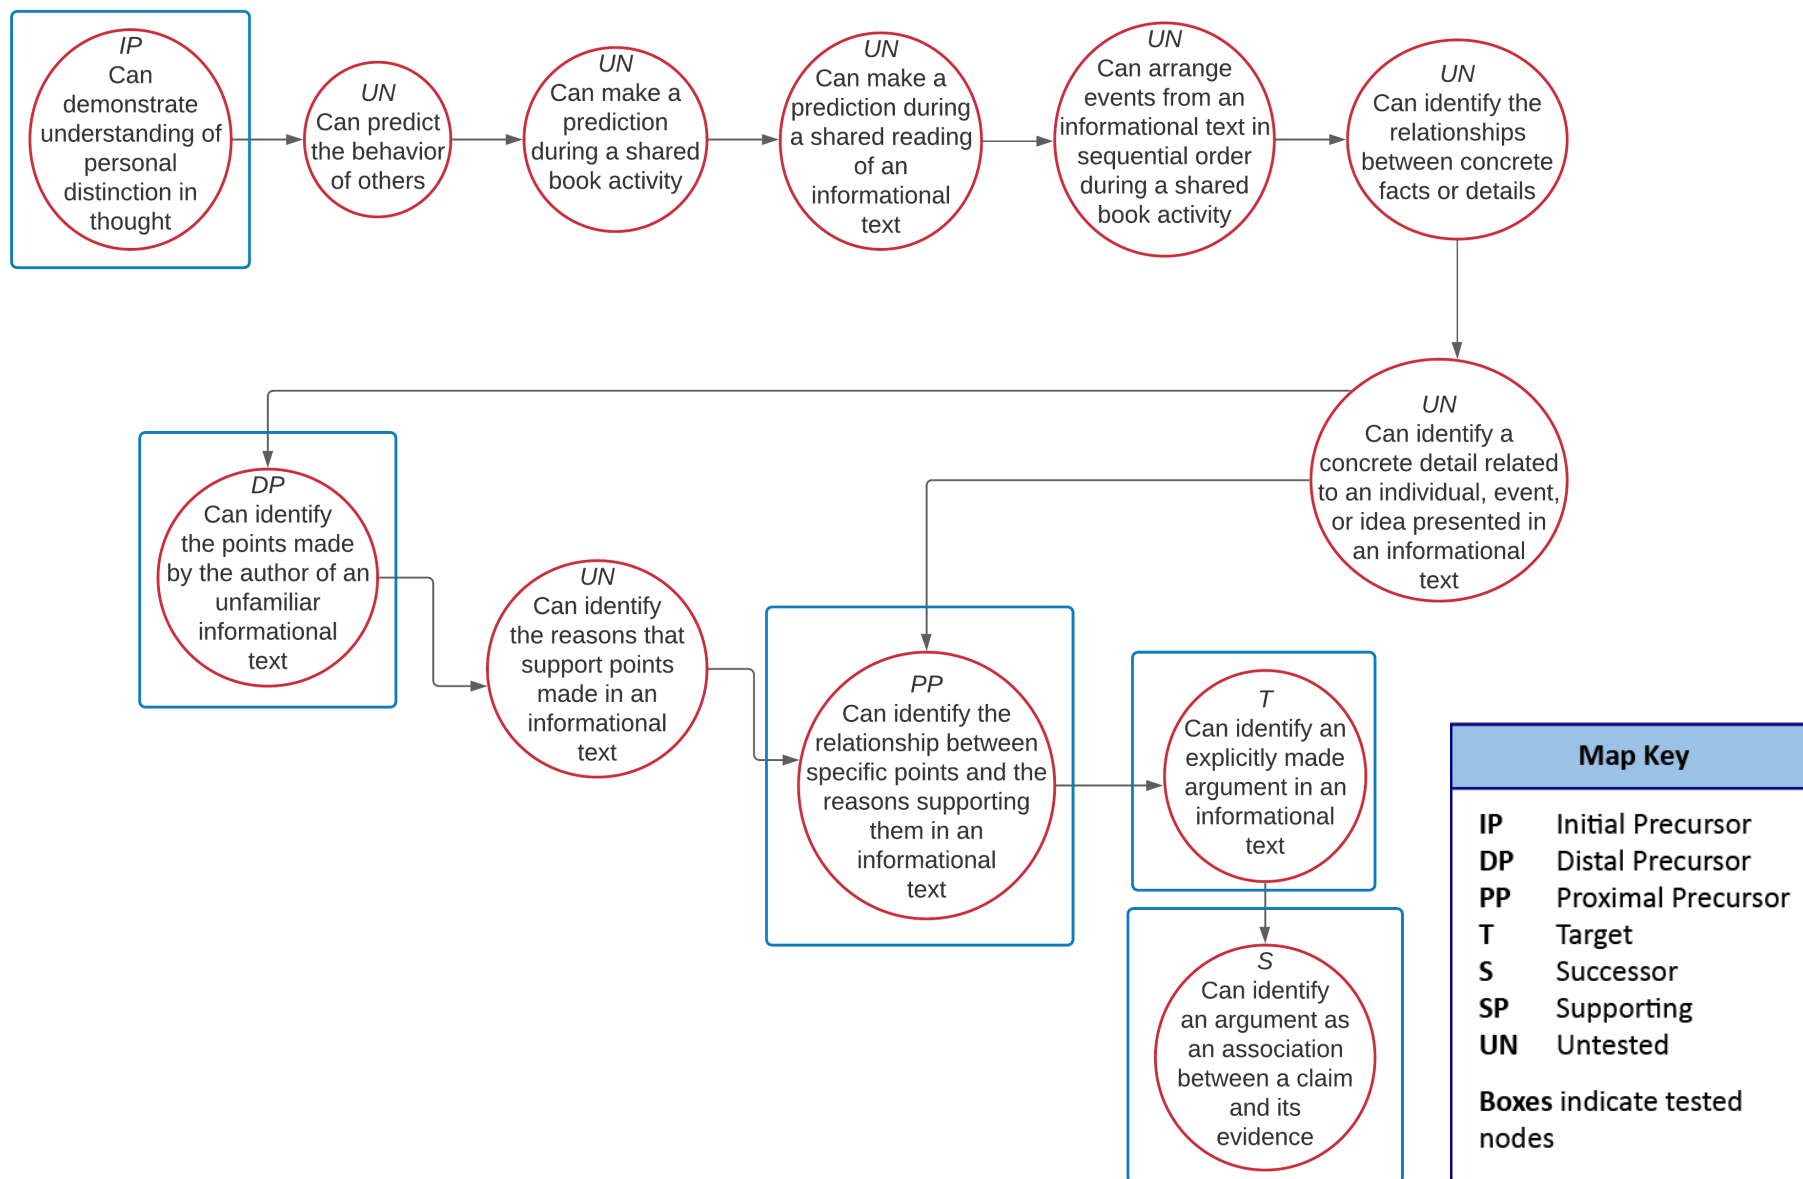 IP
Can
demonstrate
understanding of
personal
distinction in
thought
UN
Can predict
the behavior
of others
UN
Can make a
prediction
during a shared
book activity
UN
Can make a
prediction during
a shared reading
of an
informational
text
UN
Can arrange
events from an
informational text in
sequential order
during a shared
book activity
UN
Can identify the
relationships
between concrete
facts or details
UN
Can identify a
concrete detail related
to an individual, event,
or idea presented in
an informational
text
DP
Can identify
the points made
by the author of an
unfamiliar
informational
text
UN
Can identify
the reasons that
support points
made in an
informational
text
PP
Can identify the
relationship between
specific points and the
reasons supporting
them in an
informational
text
T
Can identify an
explicitly made
argument in an
informational
text
S
Can identify
an argument as
an association
between a claim
and its
evidence
Map Key
IP Initial Precursor
DP Distal Precursor
PP Proximal Precursor
T Target
S Successor
SP Supporting
UN Untested
Boxes indicate tested
nodes